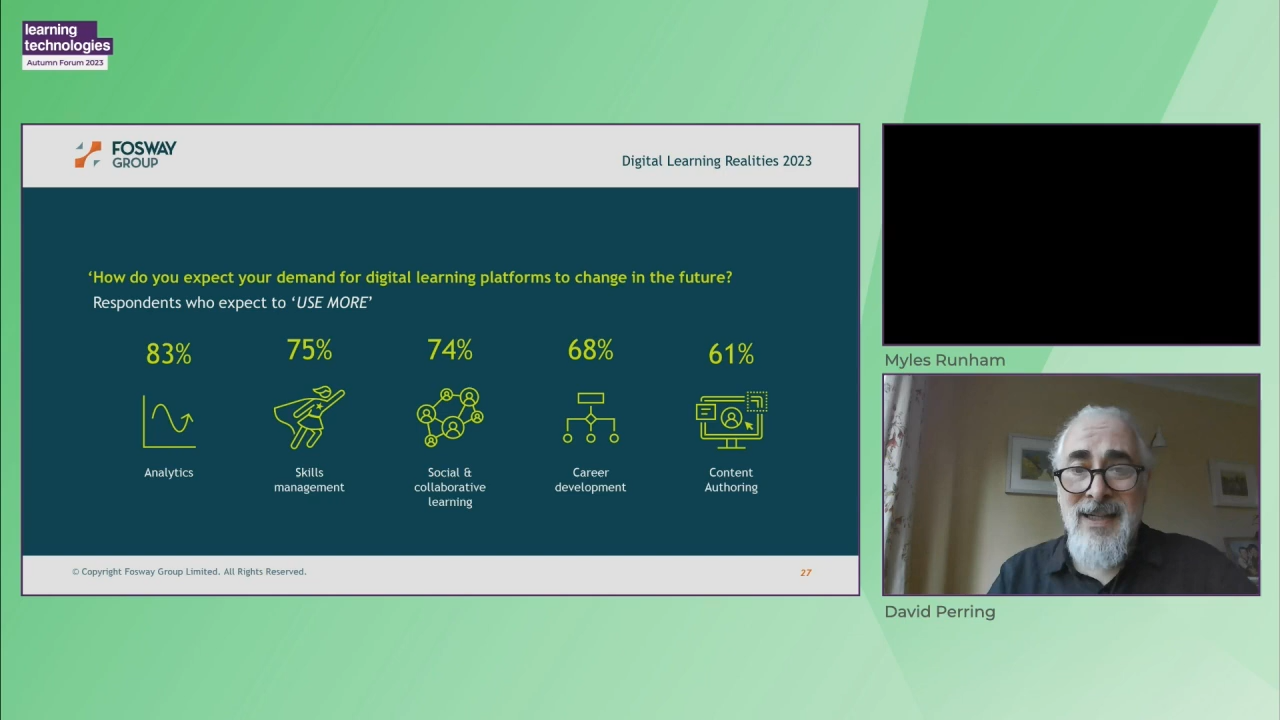 learning
technologies
Autumn Forum 2023
FOSWAY
GROUP
Digital Learning Realities 2023
‘How do you expect your demand for digital learning platforms to change in the future?
Respondents who expect to ‘USE MORE’
83%
75%
74%
68%
61%
Analytics
Skills
management
Social &
collaborative
learning
Career
development
Content
Authoring
© Copyright Fosway Group Limited. All Rights Reserved.
27
Myles Runham
David Perring